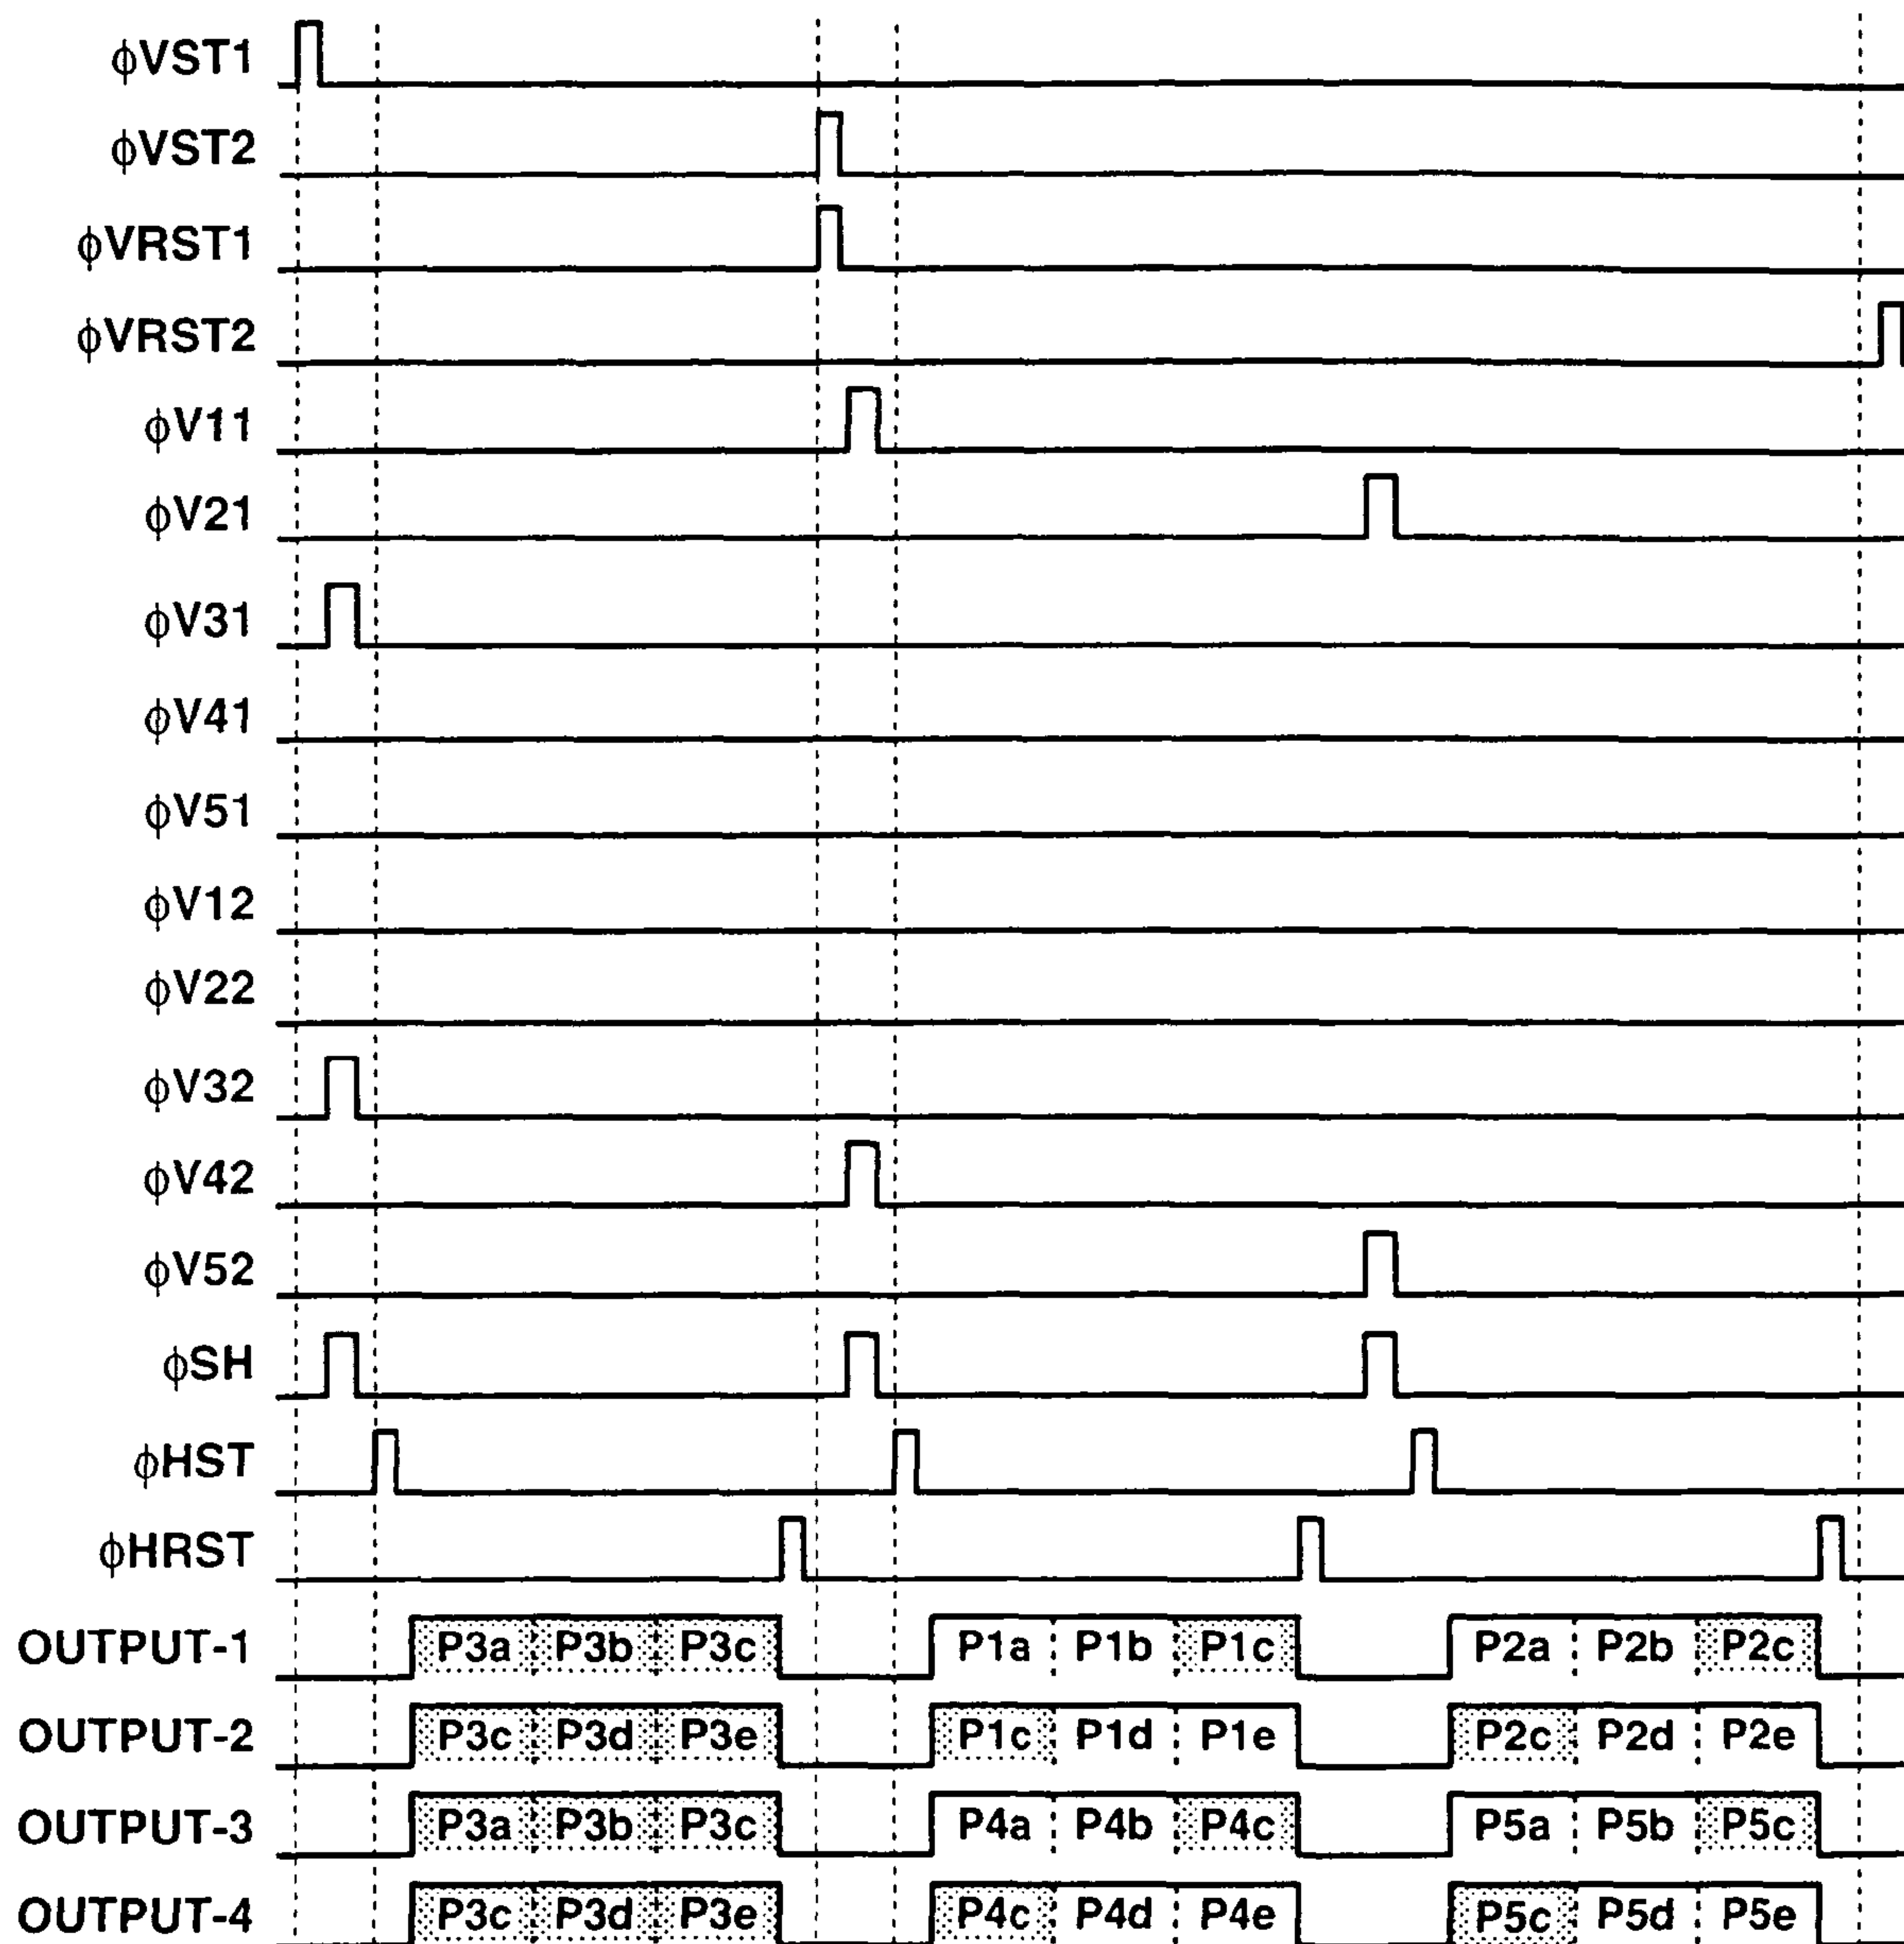 ϕVST1
ϕVST2
ϕVRST1
ϕVRST2
ϕV11
ϕV21
ϕV31
ϕV41
ϕV51
ϕV12
ϕV22
ϕV32
ϕV42
ϕV52
ϕSH
ϕHST
ϕHRST
OUTPUT-1 P3a P3b P3c P1a P1b P1c P2a P2b P2c
OUTPUT-2 P3c P3d P3e P1c P1d P1e P2c P2d P2e
OUTPUT-3 P3a P3b P3c P4a P4b P4c P5a P5b P5c
OUTPUT-4 P3c P3d P3e P4c P4d P4e P5c P5d P5e